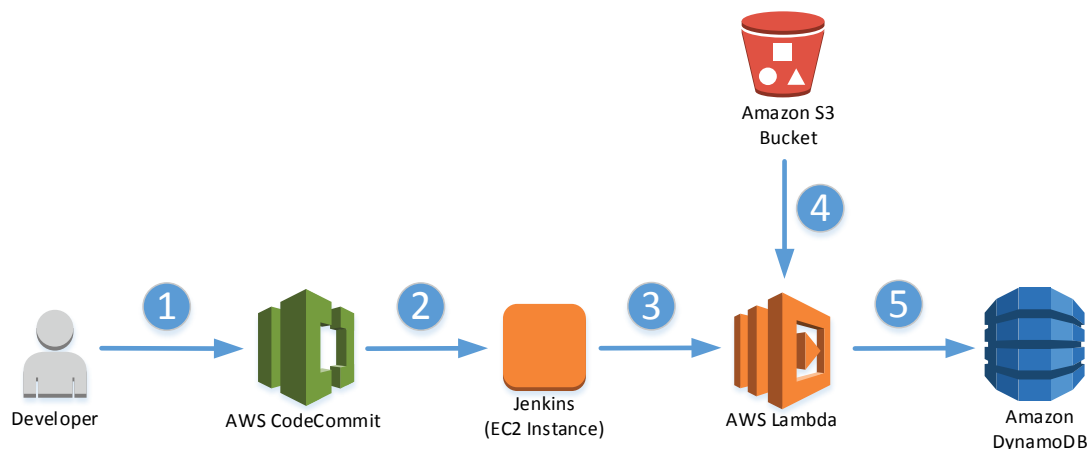 Amazon S3
Bucket
4
1
2
3
5
Developer
AWS CodeCommit
Jenkins
(EC2 Instance)
AWS Lambda
Amazon
DynamoDB